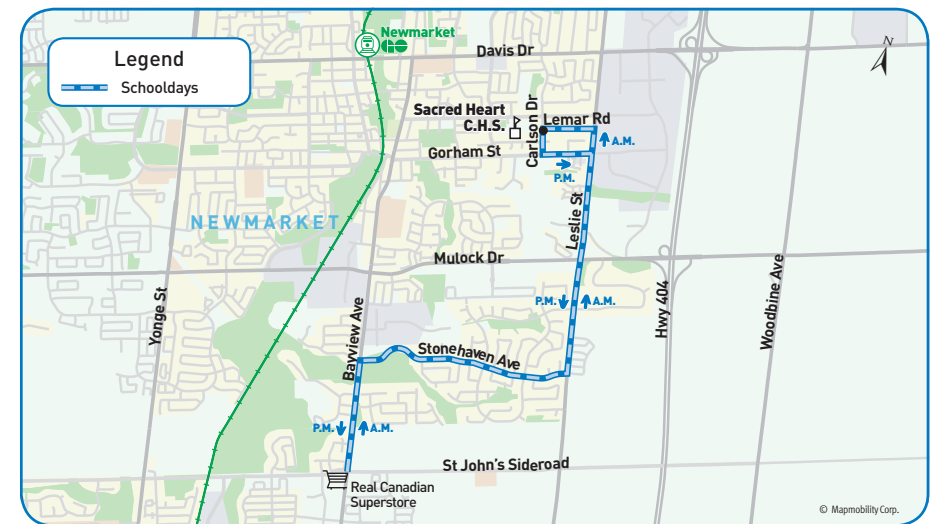 Legend
Schooldays
Newmarket
GO
Davis Dr
N
Sacred Heart
C.H.S.
Carlson Dr
Lemar Rd
A.M.
Gorham St
P.M.
Leslie St
NEWMARKET
Mulock Dr
Yonge St
Bayview Ave
P.M.
A.M.
Hwy 404
Woodbine Ave
Stonehaven Ave
P.M.
A.M.
St John's Sideroad
Real Canadian
Superstore
© Mapmobility Corp.